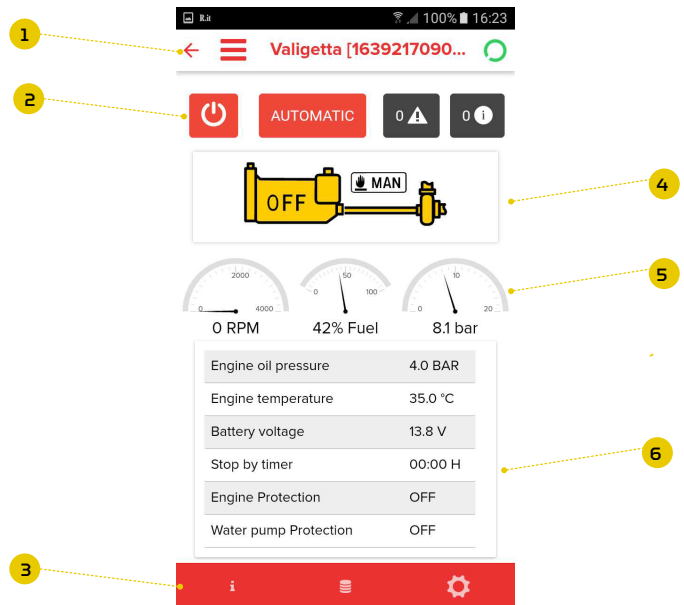 R.it 100% 16:23
1
Valigetta [1639217090...
2
AUTOMATIC 0 0 i
MAN
OFF
4
2000 50 10
0 4000 0 100 0 20
5
0 RPM 42% Fuel 8.1 bar
Engine oil pressure 4.0 BAR
Engine temperature 35.0 °C
Battery voltage 13.8 V
Stop by timer 00:00 H
6
Engine Protection OFF
Water pump Protection OFF
3
i